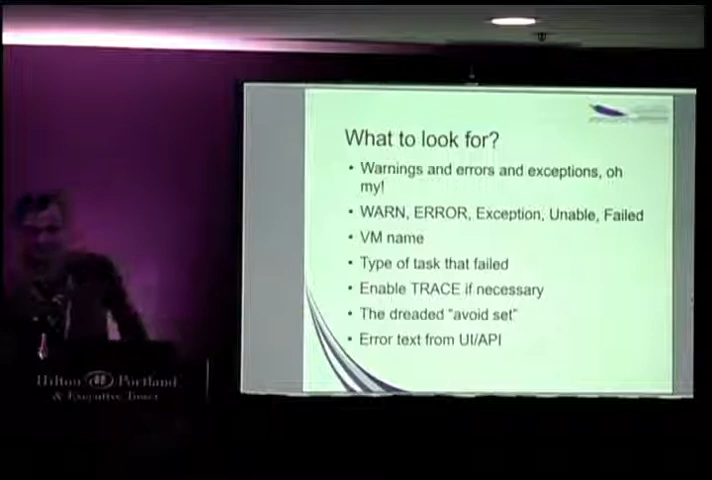 What to look for?
• Warnings and errors and exceptions, oh
my!
• WARN, ERROR, Exception, Unable, Failed
• VM name
• Type of task that failed
• Enable TRACE if necessary
• The dreaded "avoid set"
• Error text from UI/API
Hilton Portland
& Executive Tower